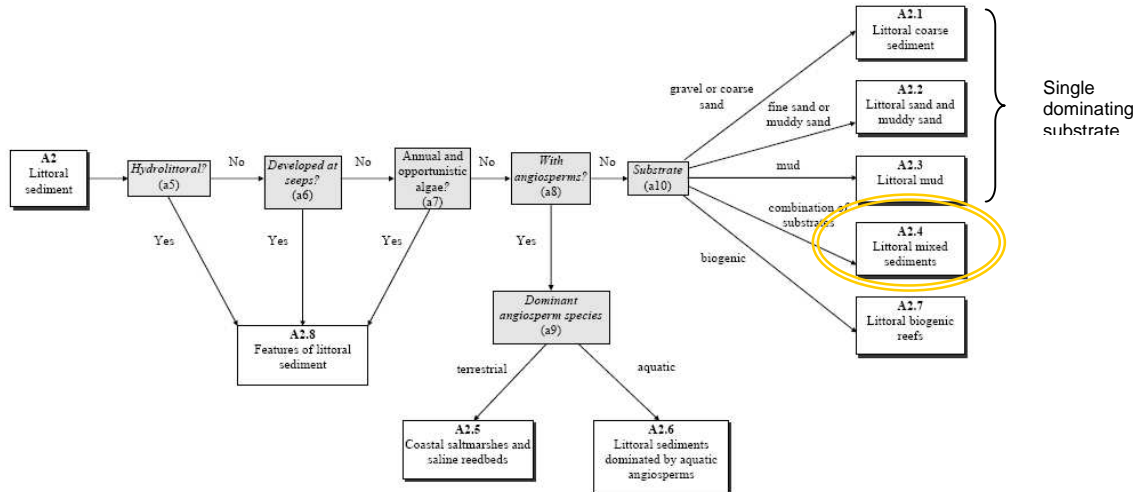 A2
Littoral
sediment
Hydrolittoral?
(a5)
No
Developed at
seeps?
(a6)
No
Annual and
opportunistic
algae?
(a7)
No
With
angiosperms?
(a8)
No
Substrate
(a10)
Yes
Yes
Yes
Yes
A2.8
Features of littoral
sediment
Dominant
angiosperm species
(a9)
terrestrial
aquatic
A2.5
Coastal saltmarshes and
saline reedbeds
A2.6
Littoral sediments
dominated by aquatic
angiosperms
gravel or coarse
sand
fine sand or
muddy sand
mud
combination of
substrates
biogenic
A2.1
Littoral coarse
sediment
A2.2
Littoral sand and
muddy sand
A2.3
Littoral mud
A2.4
Littoral mixed
sediments
A2.7
Littoral biogenic
reefs
Single
dominating
substrate